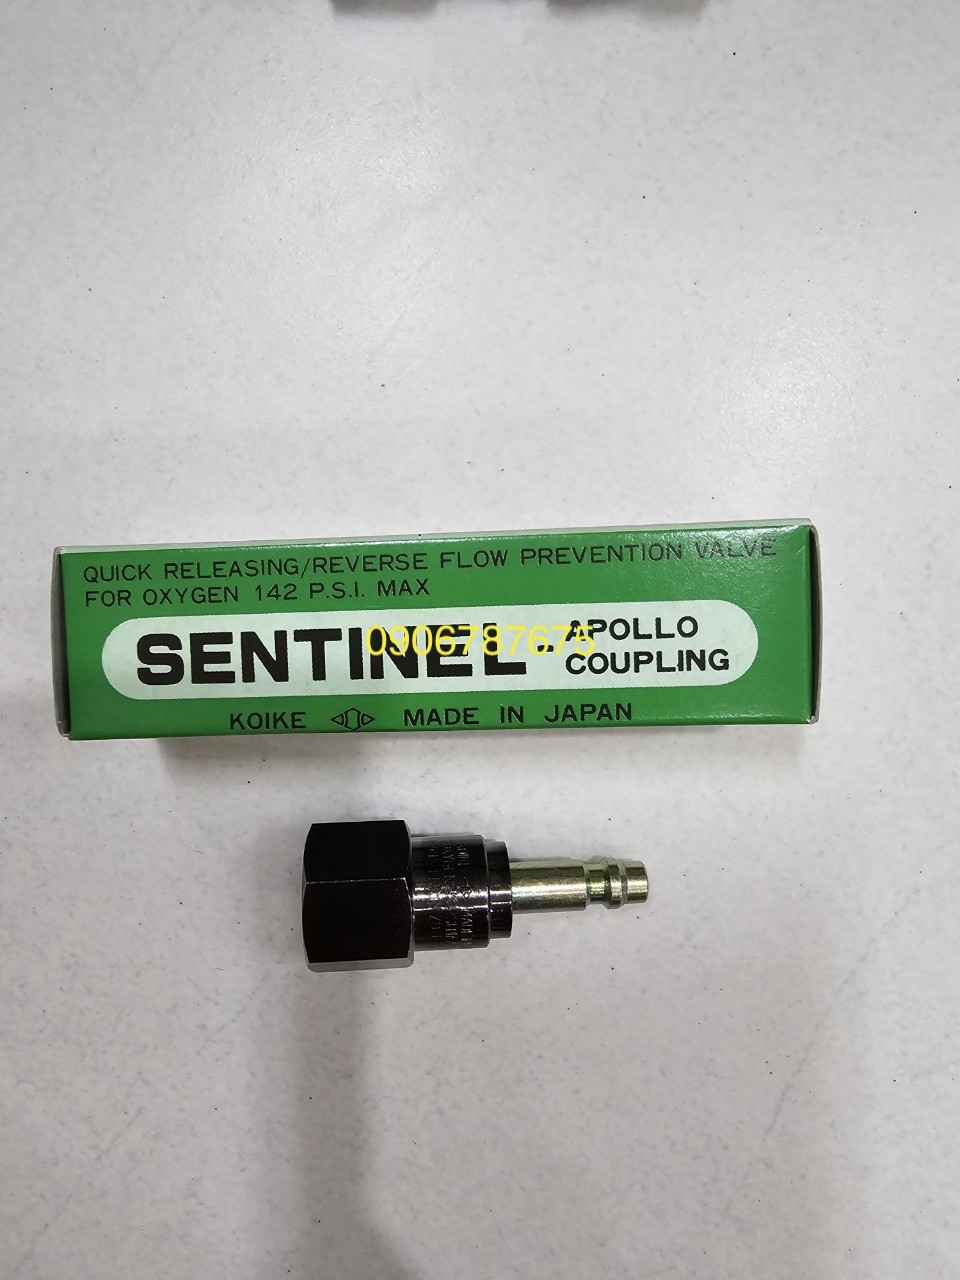 QUICK RELEASING/REVERSE FLOW PREVENTION VALVE
FOR OXYGEN 142 P.S.I. MAX
SENTINEL
APOLLO
COUPLING
0906787675
KOIKE MADE IN JAPAN